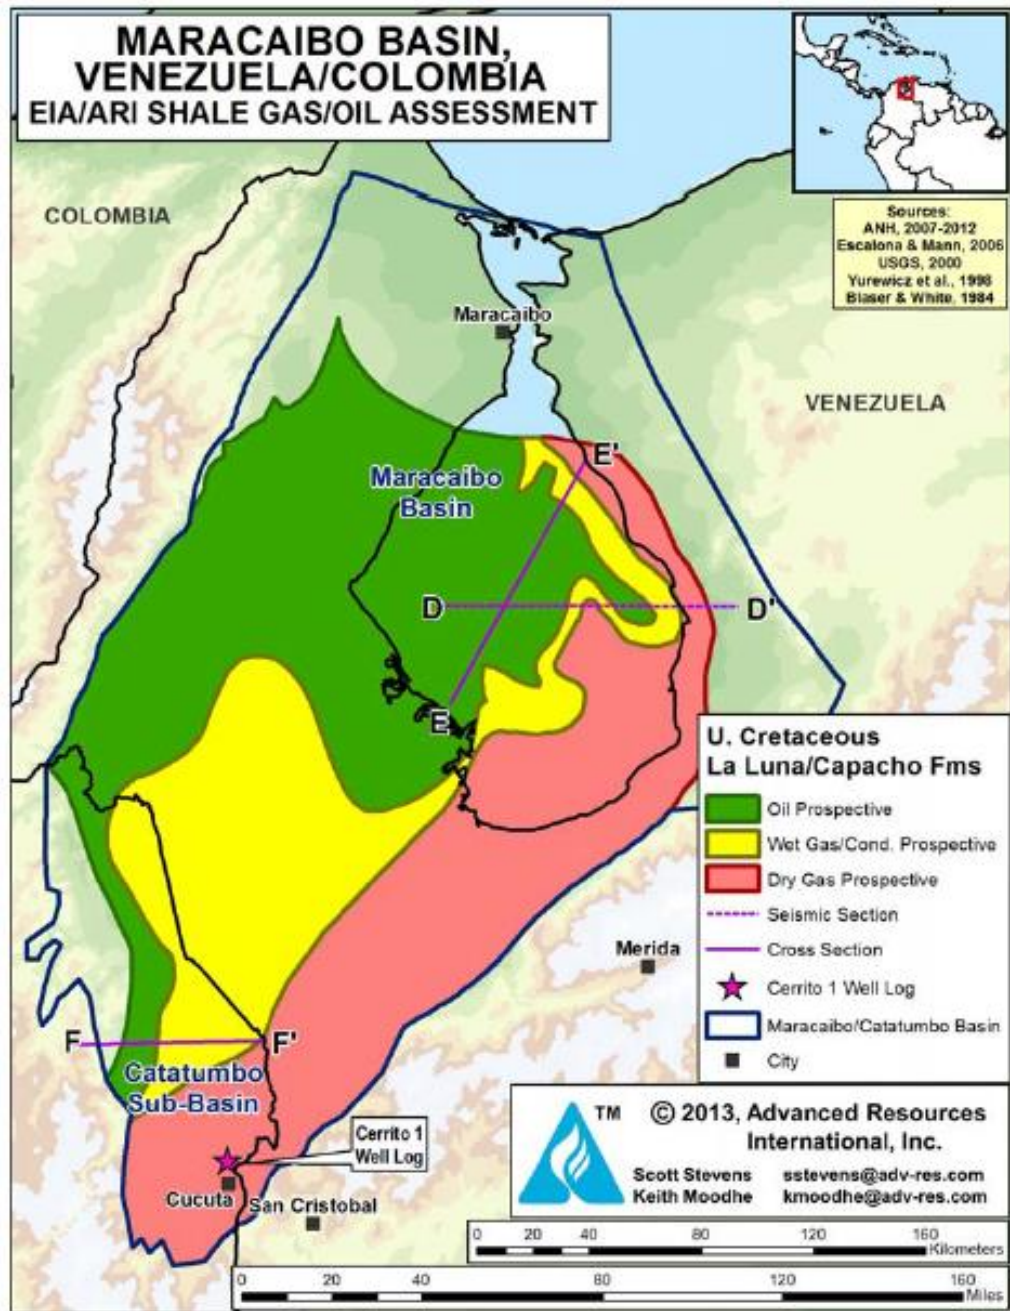 MARACAIBO BASIN,
VENEZUELA/COLOMBIA
EIA/ARI SHALE GAS/OIL ASSESSMENT
COLOMBIA
Sources:
ANH, 2007-2012
Escalona & Mann, 2006
USGS, 2000
Yurewicz et al., 1998
Blaser & White, 1984
Maracaibo
VENEZUELA
E'
Maracaibo
Basin
D
D'
E
U. Cretaceous
La Luna/Capacho Fms
Oil Prospective
Wet Gas/Cond. Prospective
Dry Gas Prospective
Seismic Section
Cross Section
Cerrito 1 Well Log
Maracaibo/Catatumbo Basin
City
Merida
F
F'
Catatumbo
Sub-Basin
Cerrito 1
Well Log
Cucuta
San Cristobal
TM
© 2013, Advanced Resources
International, Inc.
Scott Stevens sstevens@adv-res.com
Keith Moodhe kmoodhe@adv-res.com
0 20 40 80 120 160
Kilometers
0 20 40 80 120 160
Miles